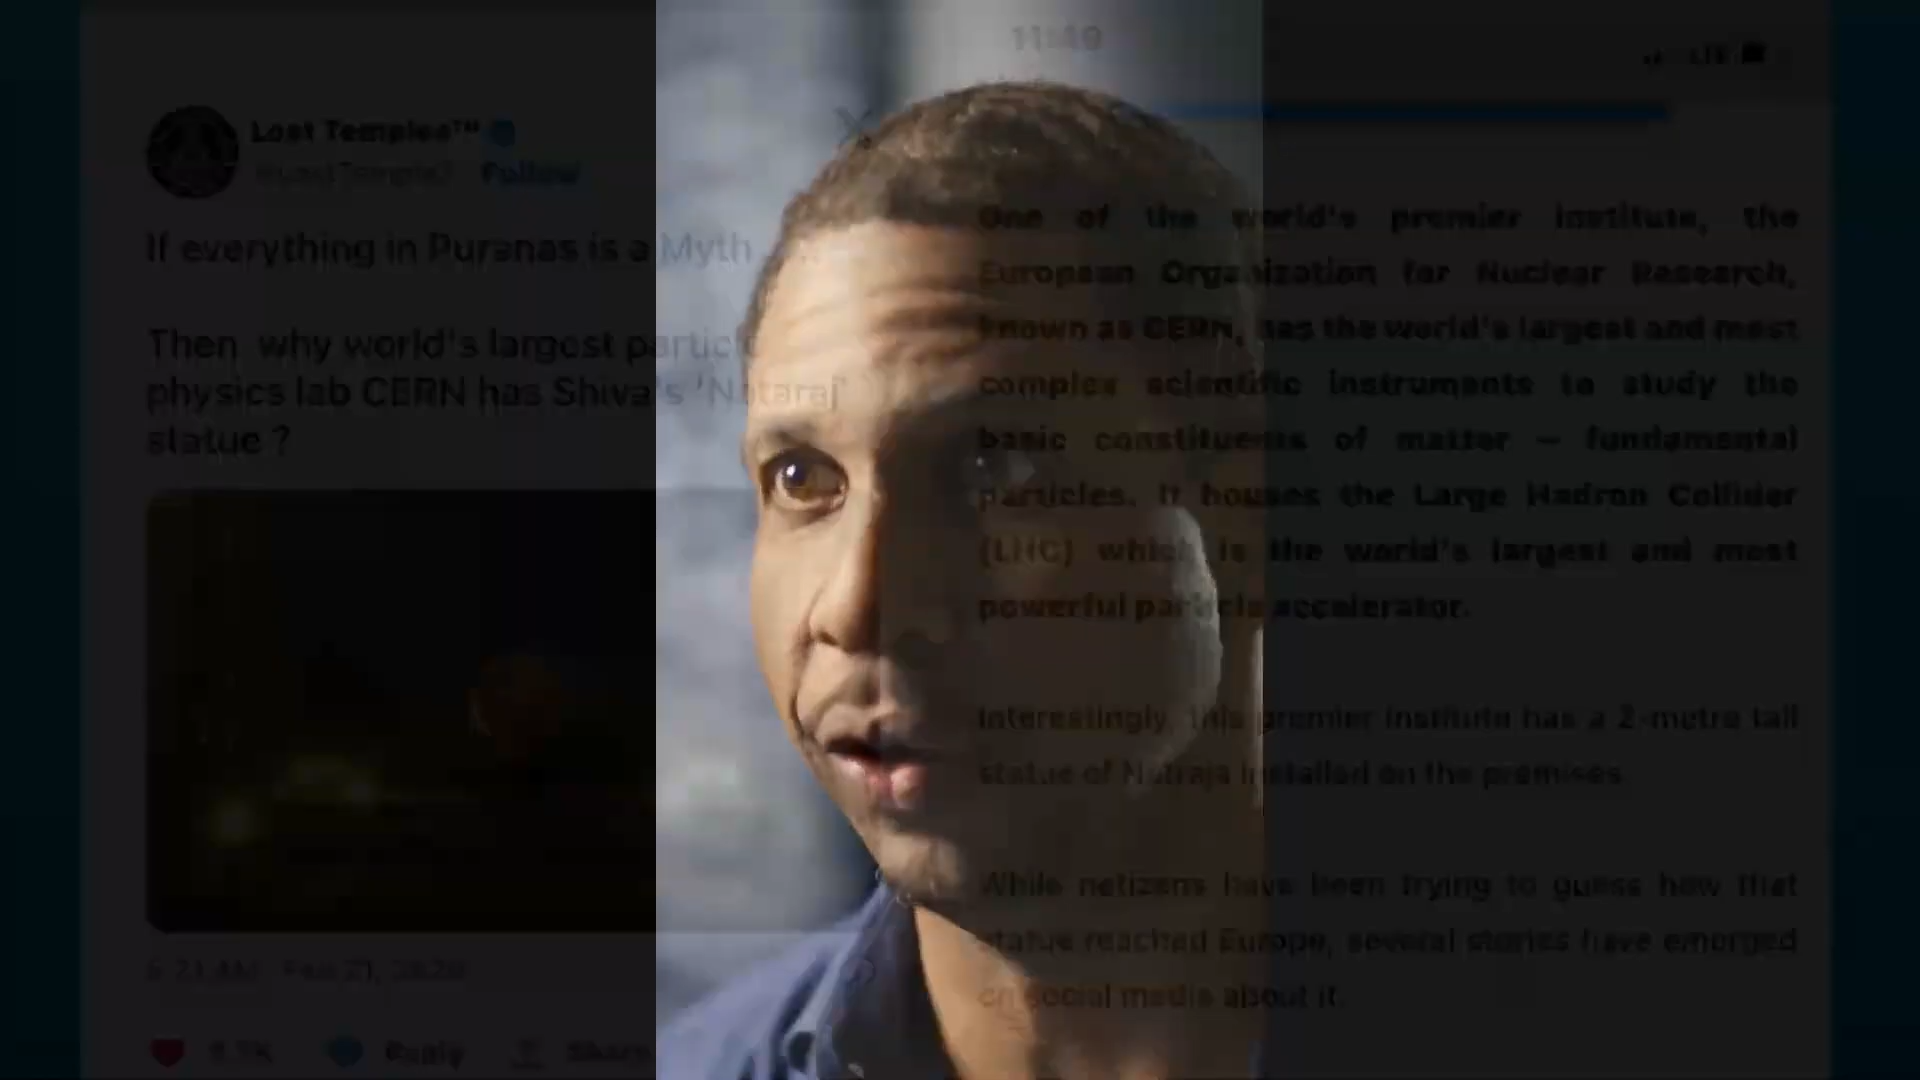 11:49
LTE
Lost Temples™
@LostTemple7 Follow
If everything in Puranas is a Myth ...
Then why world's largest particle
physics lab CERN has Shiva's 'Nataraj'
statue ?
Feb 21, 2020
Reply Share
One of the world's premier institute, the
European Organization for Nuclear Research,
known as CERN, has the world's largest and most
complex scientific instruments to study the
basic constituents of matter – fundamental
particles. It houses the Large Hadron Collider
(LHC) which is the world's largest and most
powerful particle accelerator.
Interestingly, this premier institute has a 2-metre tall
statue of Natraja installed on the premises.
While netizens have been trying to guess how that
statue reached Europe, several stories have emerged
on social media about it.